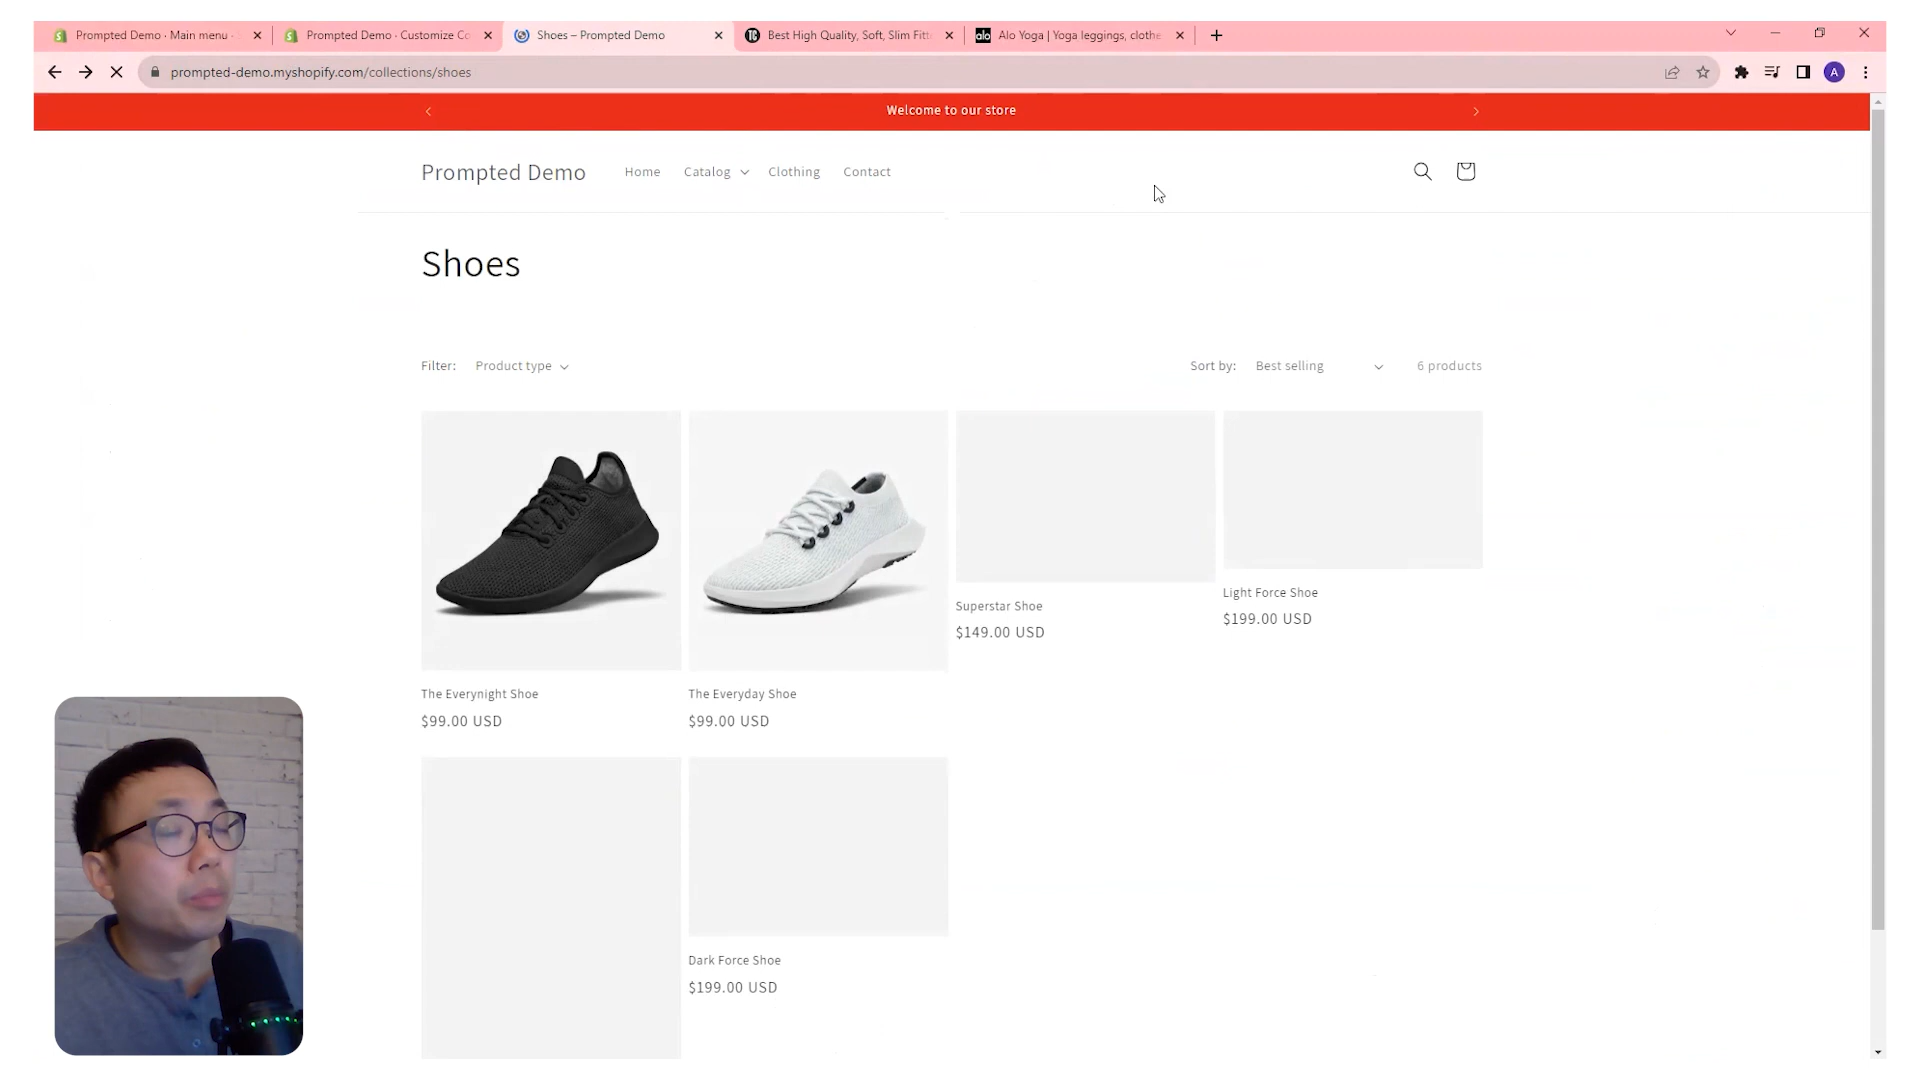 Prompted Demo · Main menu ·
Prompted Demo · Customize Co
Shoes – Prompted Demo
TC
Best High Quality, Soft, Slim Fitt
alo
Alo Yoga | Yoga leggings, clothe
prompted-demo.myshopify.com/collections/shoes
A
Welcome to our store
Prompted Demo
Home
Catalog
Clothing
Contact
Shoes
Filter:
Product type
Sort by:
Best selling
6 products
Superstar Shoe
$149.00 USD
Light Force Shoe
$199.00 USD
The Everynight Shoe
$99.00 USD
The Everyday Shoe
$99.00 USD
Dark Force Shoe
$199.00 USD